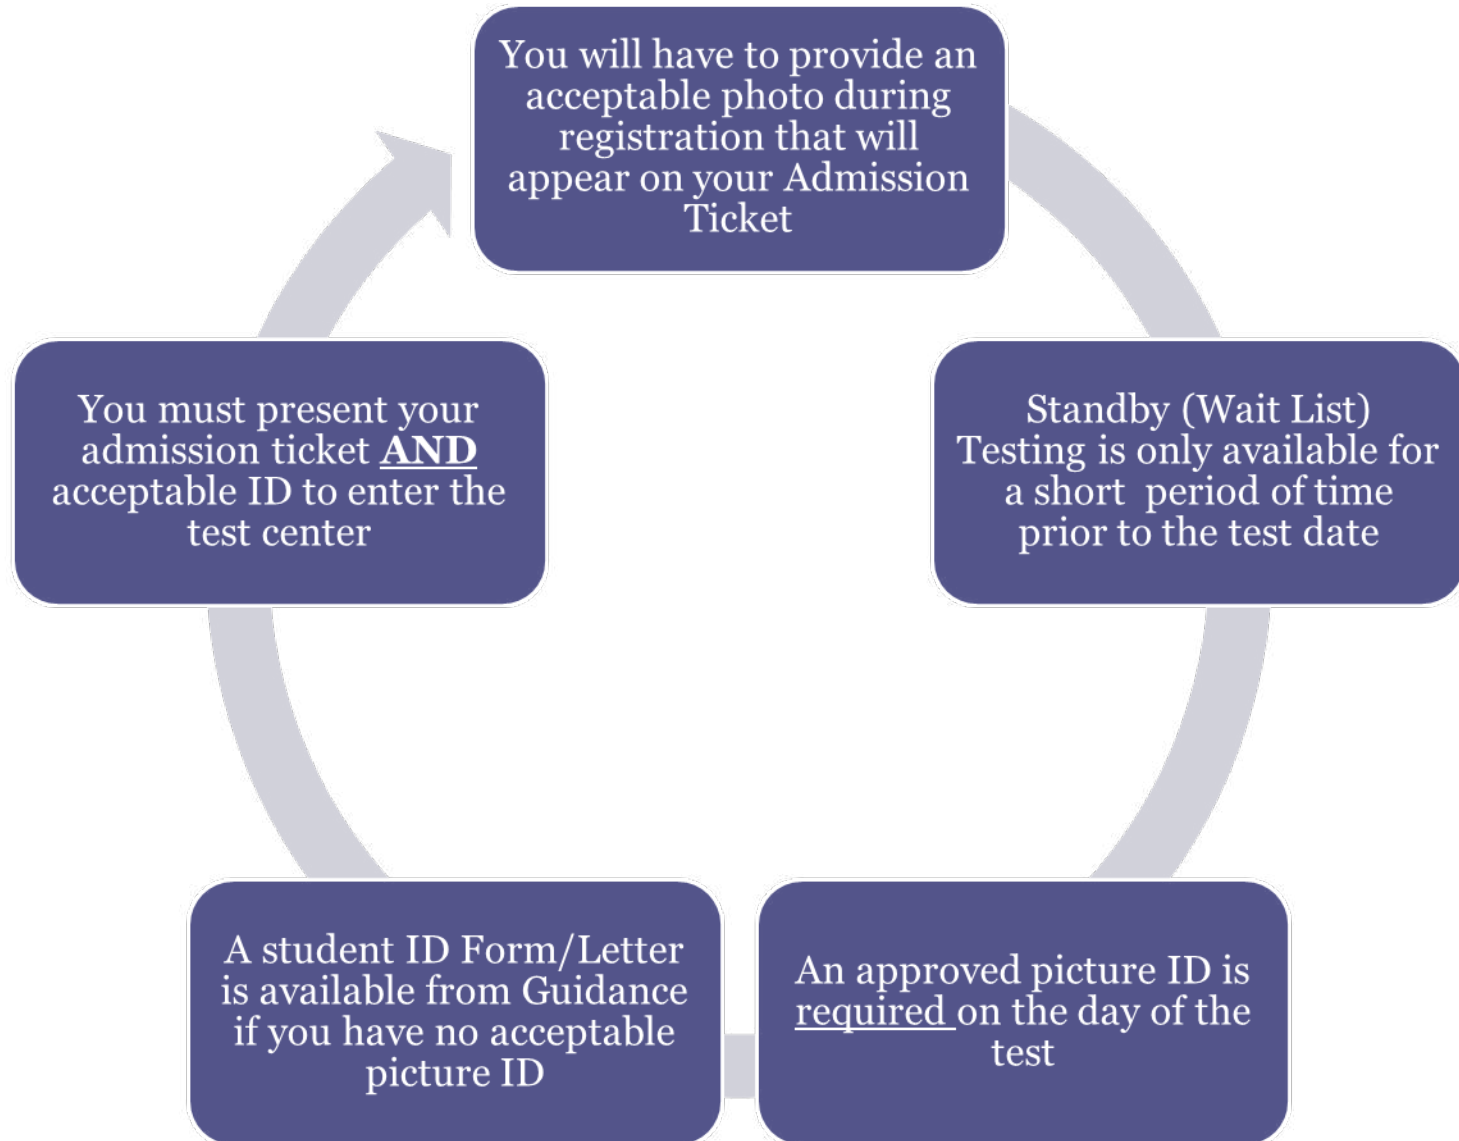 You will have to provide an
acceptable photo during
registration that will
appear on your Admission
Ticket
Standby (Wait List)
Testing is only available for
a short  period of time
prior to the test date
An approved picture ID is
required on the day of the
test
A student ID Form/Letter
is available from Guidance
if you have no acceptable
picture ID
You must present your
admission ticket AND
acceptable ID to enter the
test center